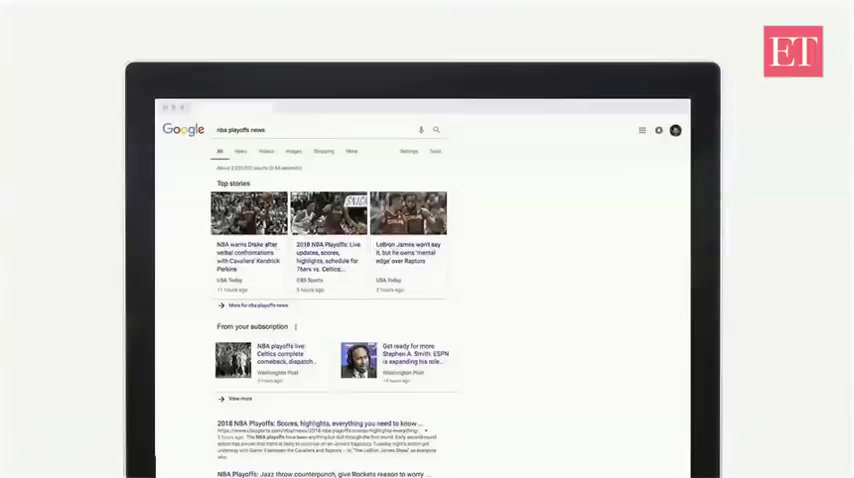 ET
Google
nba playoffs news
All News Videos Images Shopping More Settings Tools
Top stories
NBA warns Drake after
verbal confrontations
with Cavaliers' Kendrick
Perkins
USA Today
11 hours ago
2018 NBA Playoffs: Live
updates, scores,
highlights, schedule for
76ers vs. Celtics;...
CBS Sports
5 hours ago
LeBron James won't say
it, but he owns 'mental
edge' over Raptors
USA Today
2 hours ago
More for nba playoffs news
From your subscription
NBA playoffs live:
Celtics complete
comeback, dispatch...
Washington Post
3 hours ago
Get ready for more
Stephen A. Smith. ESPN
is expanding his role...
Washington Post
14 hours ago
View more
2018 NBA Playoffs: Scores, highlights, everything you need to know ...
NBA Playoffs: Jazz throw counterpunch, give Rockets reason to worry ...